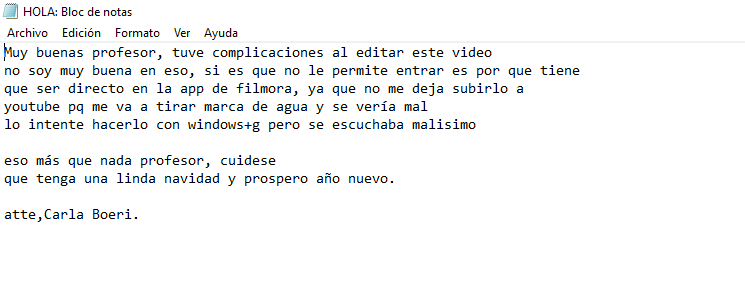 HOLA: Bloc de notas
Archivo Edición Formato Ver Ayuda
Muy buenas profesor, tuve complicaciones al editar este video
no soy muy buena en eso, si es que no le permite entrar es por que tiene
que ser directo en la app de filmora, ya que no me deja subirlo a
youtube pq me va a tirar marca de agua y se vería mal
lo intente hacerlo con windows+g pero se escuchaba malisimo
eso más que nada profesor, cuidese
que tenga una linda navidad y prospero año nuevo.
atte,Carla Boeri.